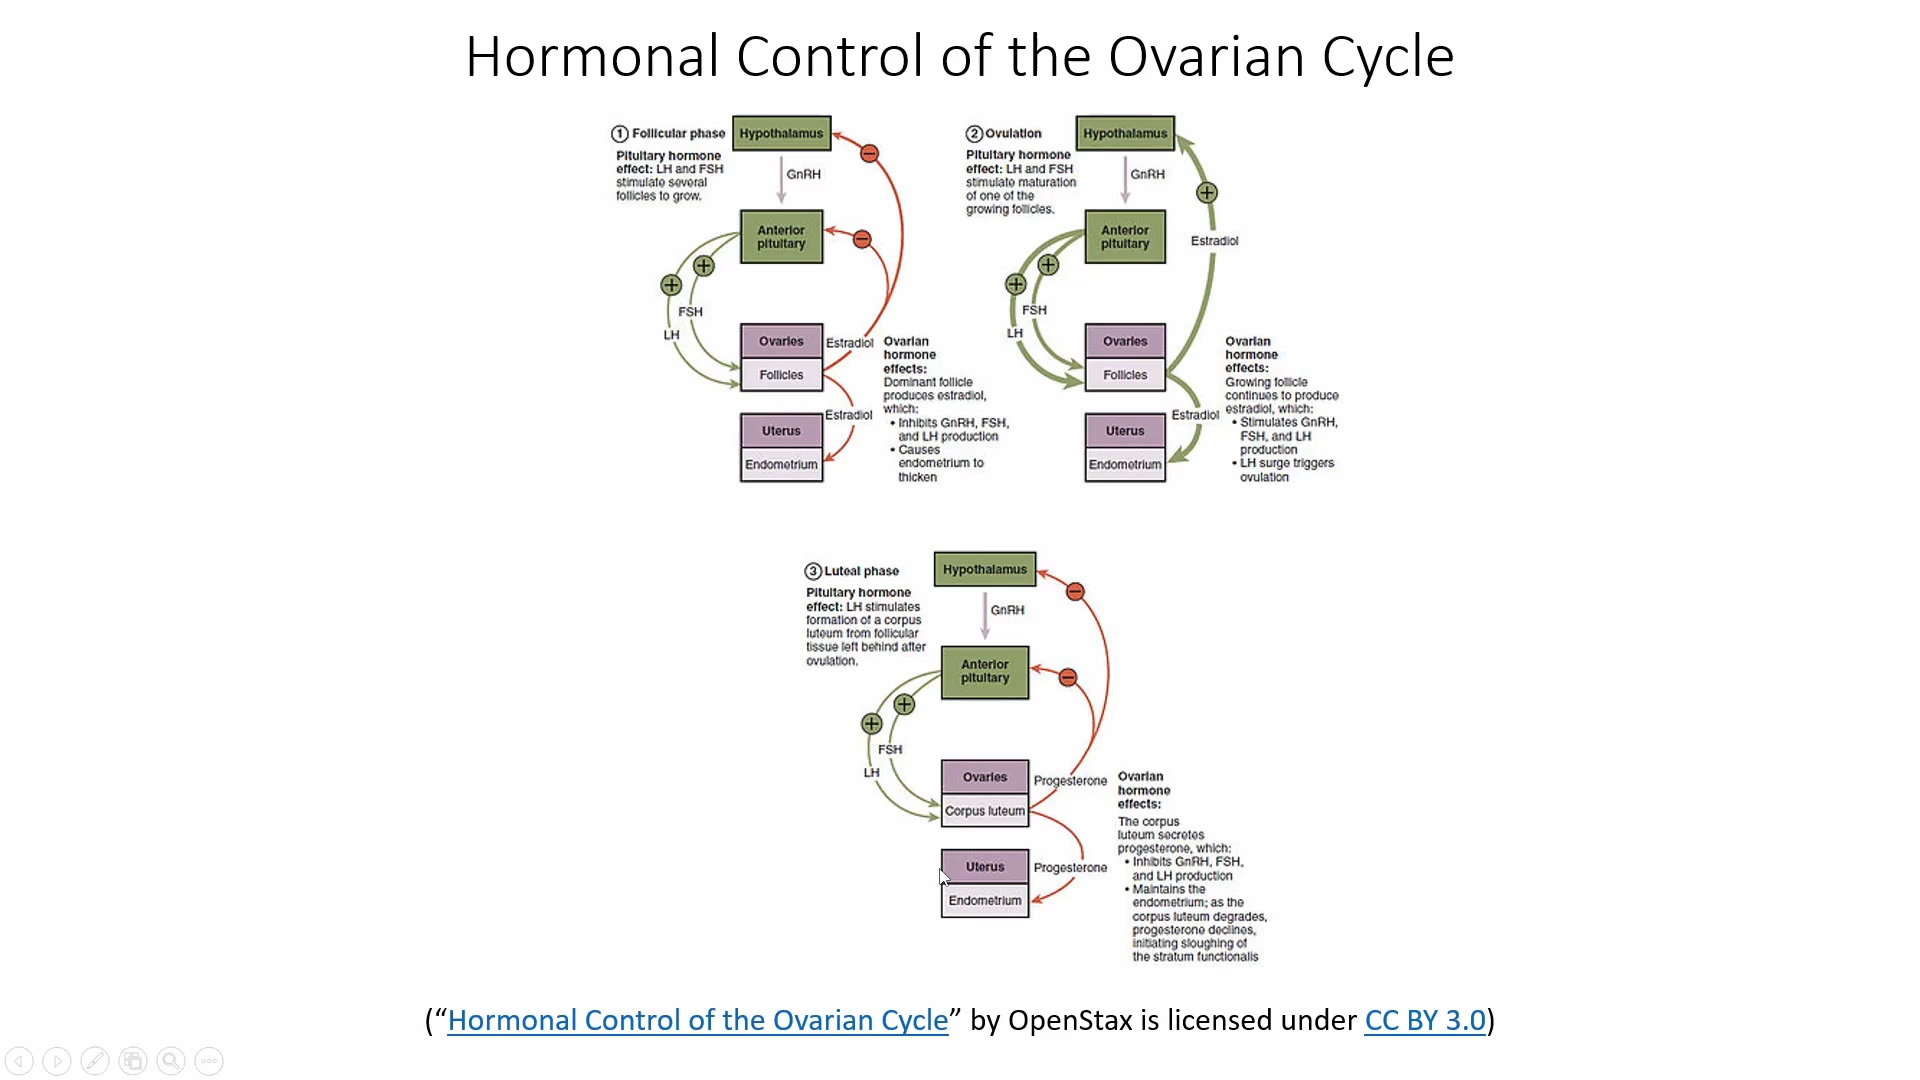 Hormonal Control of the Ovarian Cycle
1 Follicular phase
Pituitary hormone
effect: LH and FSH
stimulate several
follicles to grow.
Hypothalamus
−
GnRH
Anterior
pituitary
−
+
+
FSH
LH
Ovaries
Follicles
Estradiol
Estradiol
Uterus
Endometrium
Ovarian
hormone
effects:
Dominant follicle
produces estradiol,
which:
• Inhibits GnRH, FSH,
and LH production
• Causes
endometrium to
thicken
2 Ovulation
Pituitary hormone
effect: LH and FSH
stimulate maturation
of one of the
growing follicles.
Hypothalamus
+
GnRH
Anterior
pituitary
Estradiol
+
+
FSH
LH
Ovaries
Follicles
Estradiol
Uterus
Endometrium
Ovarian
hormone
effects:
Growing follicle
continues to produce
estradiol, which:
• Stimulates GnRH,
FSH, and LH
production
• LH surge triggers
ovulation
3 Luteal phase
Pituitary hormone
effect: LH stimulates
formation of a corpus
luteum from follicular
tissue left behind after
ovulation.
Hypothalamus
−
GnRH
Anterior
pituitary
−
+
+
FSH
LH
Ovaries
Corpus luteum
Progesterone
Progesterone
Uterus
Endometrium
Ovarian
hormone
effects:
The corpus
luteum secretes
progesterone, which:
• Inhibits GnRH, FSH,
and LH production
• Maintains the
endometrium; as the
corpus luteum degrades,
progesterone declines,
initiating sloughing of
the stratum functionalis
(“Hormonal Control of the Ovarian Cycle” by OpenStax is licensed under CC BY 3.0)